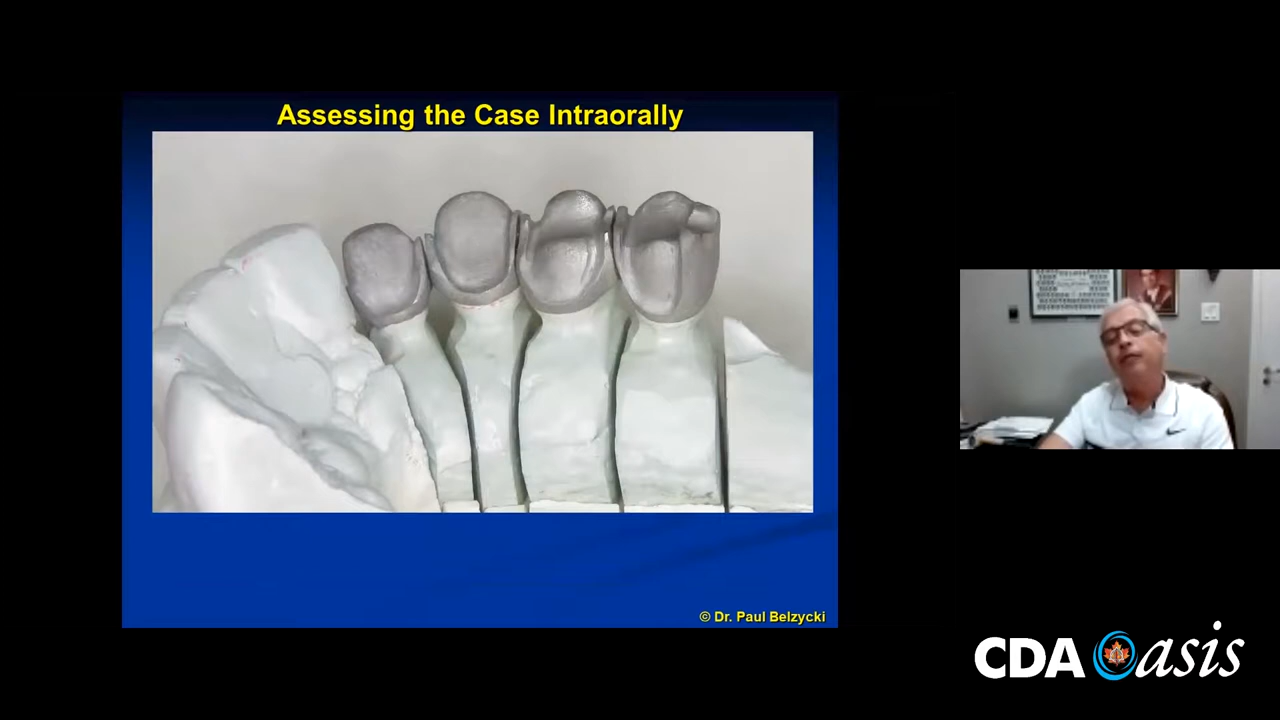 Assessing the Case Intraorally
© Dr. Paul Belzycki
CDA Oasis